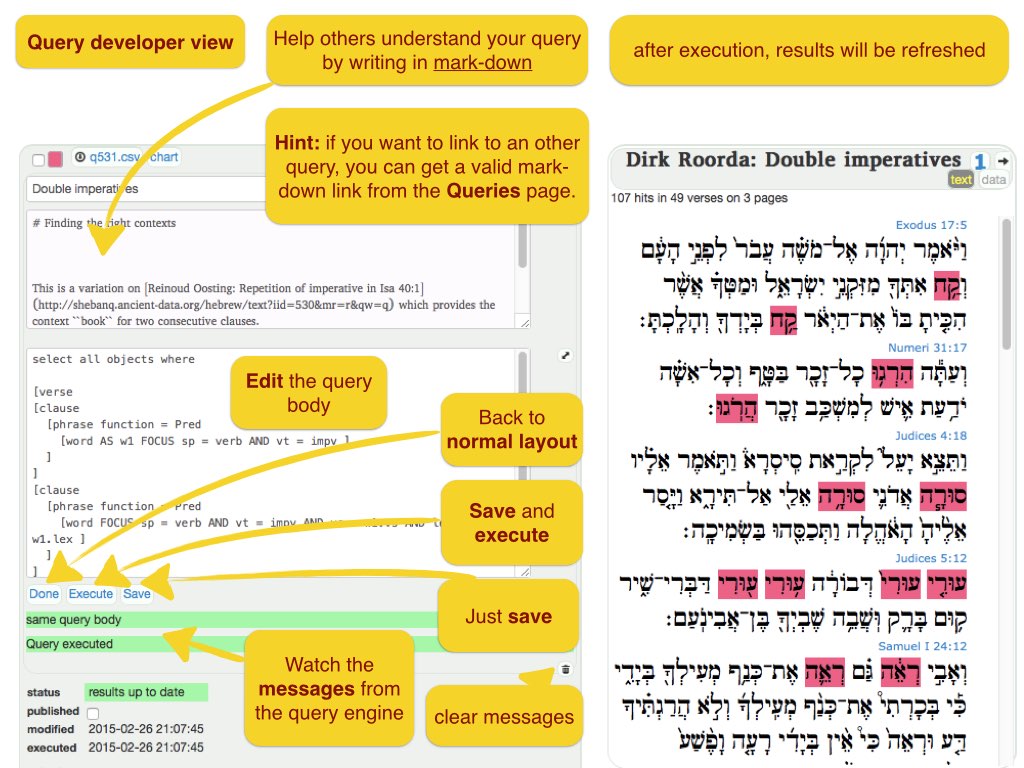 Query developer view
Help others understand your query
by writing in mark-down
after execution, results will be refreshed
Hint: if you want to link to an other
query, you can get a valid mark-
down link from the Queries page.
q531.csv
chart
Double imperatives
# Finding the right contexts
This is a variation on [Reinoud Oosting: Repetition of imperative in Isa 40:1]
(http://shebanq.ancient-data.org/hebrew/text?iid=530&mr=r&qw=q) which provides the
context ``book`` for two consecutive clauses.
select all objects where
[verse
[clause
[phrase function = Pred
[word AS w1 FOCUS sp = verb AND vt = impv ]
]
]
[clause
[phrase function = Pred
[word FOCUS sp = verb AND vt = impv AND
w1.lex ]
]
]
Edit the query
body
Back to
normal layout
Save and
execute
Just save
Done Execute Save
same query body
Query executed
Watch the
messages from
the query engine
clear messages
status results up to date
published
modified 2015-02-26 21:07:45
executed 2015-02-26 21:07:45
Dirk Roorda: Double imperatives 1
text data
107 hits in 49 verses on 3 pages
Exodus 17:5
וַיֹּ֨אמֶר יְהוָ֜ה אֶל־מֹשֶׁ֗ה עֲבֹר֙ לִפְנֵ֣י הָעָ֔ם
וְקַ֥ח אִתְּךָ֖ מִזִּקְנֵ֣י יִשְׂרָאֵ֑ל וּמַטְּךָ֗ אֲשֶׁ֨ר
הִכִּ֤יתָ בֹּו֙ אֶת־הַיְאֹ֔ר קַ֥ח בְּיָדְךָ֖ וְהָלָֽכְתָּ׃
Numeri 31:17
וְעַתָּ֕ה הִרְג֥וּ כָל־זָכָ֖ר בַּטָּ֑ף וְכָל־אִשָּׁ֗ה
יֹדַ֥עַת אִ֛ישׁ לְמִשְׁכַּ֥ב זָכָ֖ר הֲרֹֽגוּ׃
Judices 4:18
וַתֵּצֵ֣א יָעֵל֮ לִקְרַ֣את סִֽיסְרָא֒ וַתֹּ֣אמֶר אֵלָ֗יו
סוּרָ֧ה אֲדֹנִ֛י סוּרָ֥ה אֵלַ֖י אַל־תִּירָ֑א וַיָּ֤סַר
אֵלֶ֙יהָ֙ הָאֹ֔הֱלָה וַתְּכַסֵּ֖הוּ בַּשְּׂמִיכָֽה׃
Judices 5:12
עוּרִ֤י עוּרִי֙ דְּבֹורָ֔ה ע֥וּרִי ע֖וּרִי דַּבְּרִי־שִׁ֑יר
ק֥וּם בָּרָ֛ק וּֽשֲׁבֵ֥ה שֶׁבְיְךָ֖ בֶּן־אֲבִינֹֽעַם׃
Samuel I 24:12
וְאָבִ֣י רְאֵ֔ה גַּ֗ם רְאֵ֛ה אֶת־כְּנַ֥ף מְעִילְךָ֖ בְּיָדִ֑י
כִּ֡י בְּכָרְתִי֩ אֶת־כְּנַ֨ף מְעִֽילְךָ֜ וְלֹ֣א הֲרַגְתִּ֗יךָ
דַּ֤ע וּרְאֵה֙ כִּי֩ אֵ֨ין בְּיָדִ֜י רָעָ֣ה וָפֶ֗שַׁע